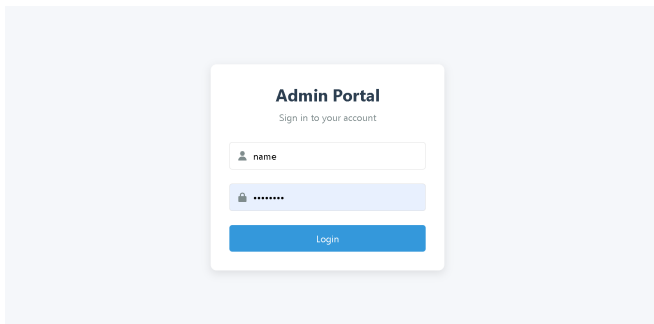 Admin Portal
Sign in to your account
name
••••••••
Login